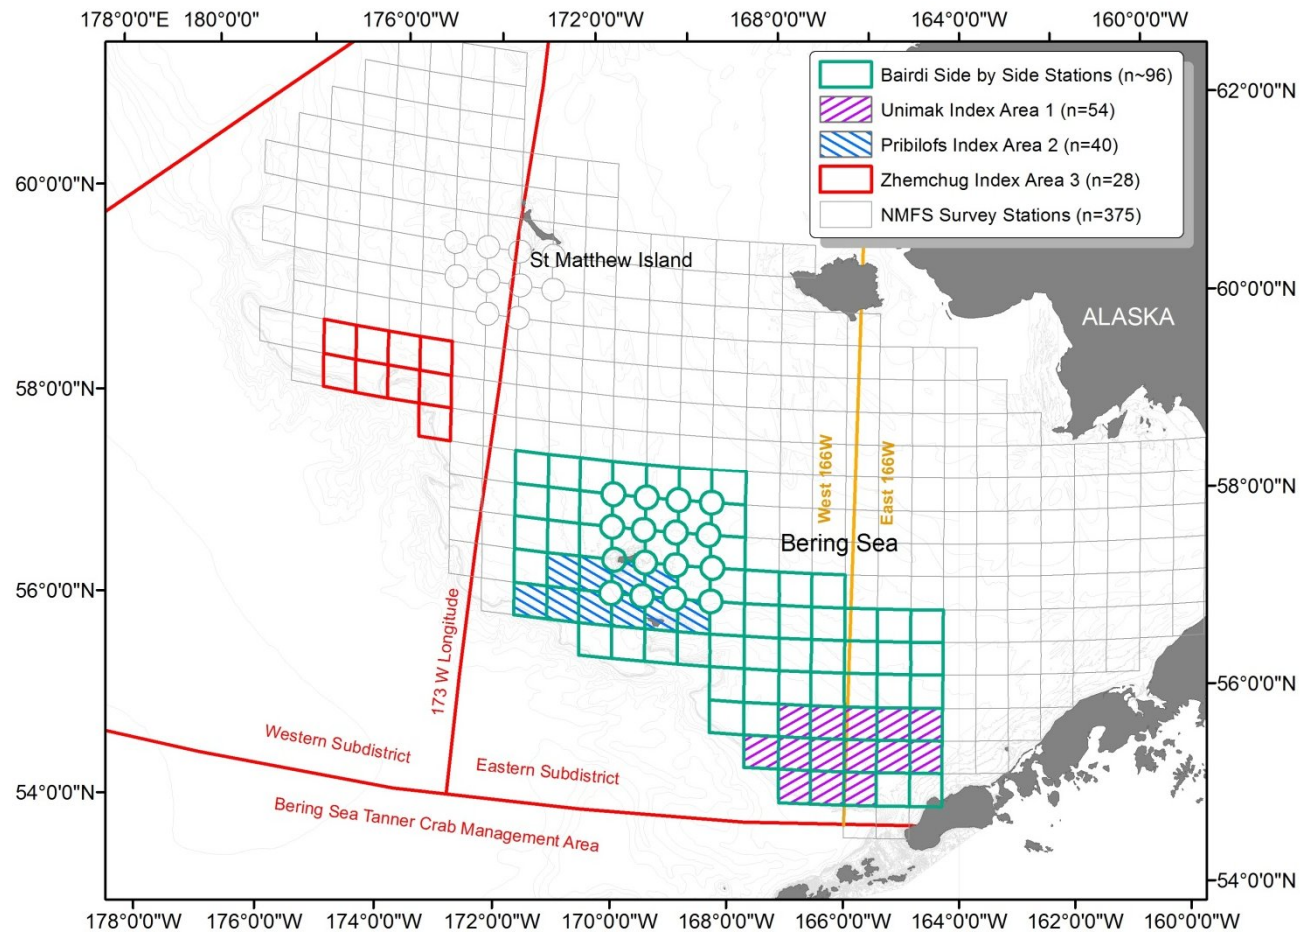 178°0'0"E 180°0'0" 176°0'0"W 172°0'0"W 168°0'0"W 164°0'0"W 160°0'0"W
Bairdi Side by Side Stations (n~96)
Unimak Index Area 1 (n=54)
Pribilofs Index Area 2 (n=40)
Zhemchug Index Area 3 (n=28)
NMFS Survey Stations (n=375)
62°0'0"N
60°0'0"N
St Matthew Island
60°0'0"N
ALASKA
58°0'0"N
West 166W
East 166W
58°0'0"N
Bering Sea
56°0'0"N
173 W Longitude
56°0'0"N
Western Subdistrict
Eastern Subdistrict
54°0'0"N
Bering Sea Tanner Crab Management Area
54°0'0"N
178°0'0"W 176°0'0"W 174°0'0"W 172°0'0"W 170°0'0"W 168°0'0"W 166°0'0"W 164°0'0"W 162°0'0"W 160°0'0"W